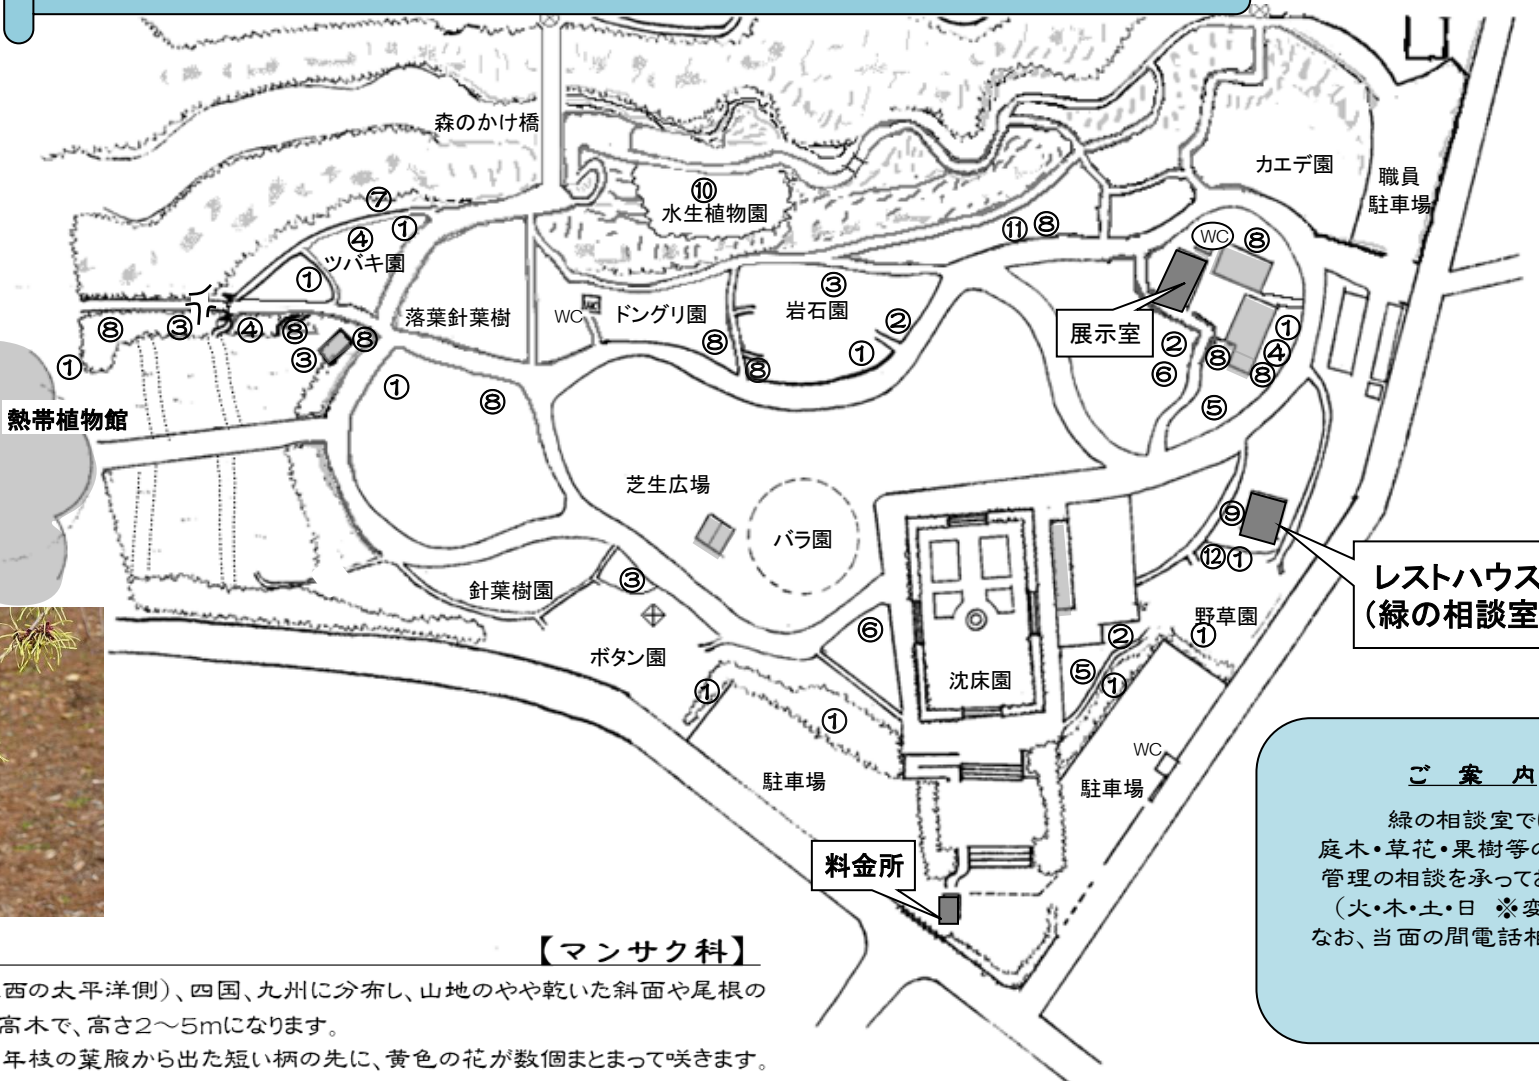 森のかけ橋
カエデ園
職員
駐車場
⑩
水生植物園
⑦
①
④
ツバキ園
①
⑪ ⑧
WC
⑧
⑧ ③ ④ ⑧
③
⑧
①
落葉針葉樹
WC
ドングリ園
⑧
⑧
③
岩石園
②
①
展示室
②
⑥
⑧
①
④
⑧
⑤
熱帯植物館
①
⑧
芝生広場
バラ園
⑨
⑫ ①
レストハウス
(緑の相談室
針葉樹園
③
ボタン園
⑥
沈床園
野草園
①
②
⑤
①
①
①
駐車場
WC
駐車場
料金所
ご 案 内
緑の相談室で
庭木・草花・果樹等の
管理の相談を承って
(火・木・土・日 ※変
なお、当面の間電話相
【マンサク科】
西の太平洋側)、四国、九州に分布し、山地のやや乾いた斜面や尾根の
高木で、高さ2～5mになります。
年枝の葉腋から出た短い柄の先に、黄色の花が数個まとまって咲きます。